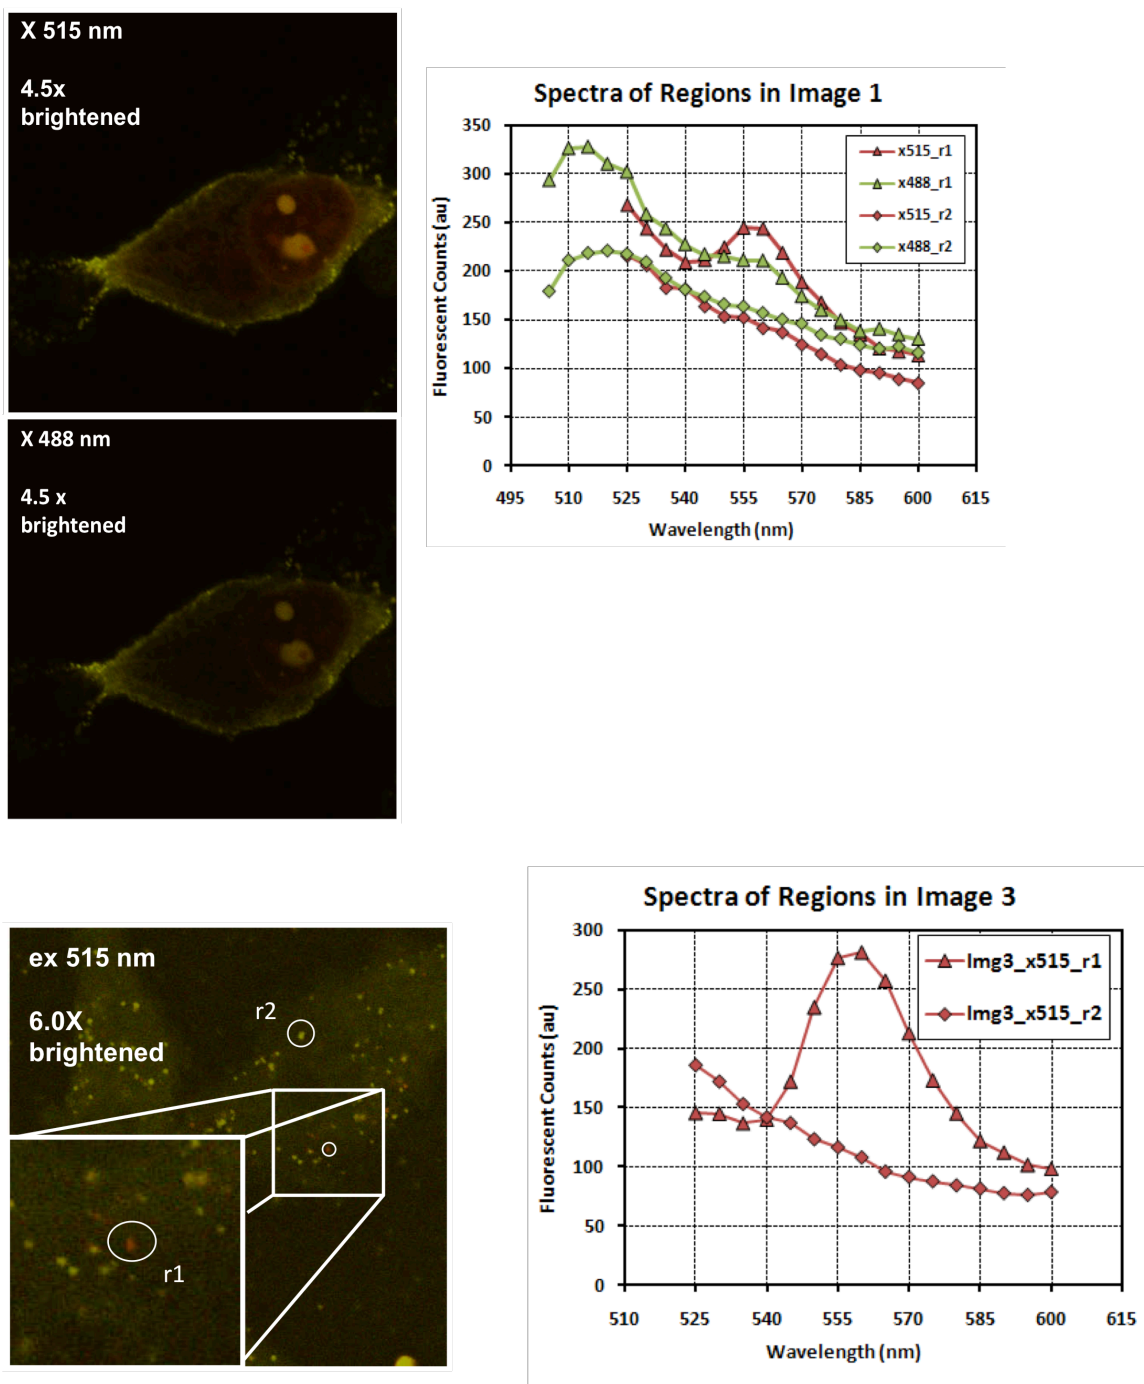 X 515 nm
4.5x
brightened
X 488 nm
4.5 x
brightened
Spectra of Regions in Image 1
Fluorescent Counts (au)
350
300
250
200
150
100
50
0
495 510 525 540 555 570 585 600 615
Wavelength (nm)
x515_r1
x488_r1
x515_r2
x488_r2
ex 515 nm
6.0X
brightened
r2
r1
Spectra of Regions in Image 3
Fluorescent Counts (au)
300
250
200
150
100
50
0
510 525 540 555 570 585 600 615
Wavelength (nm)
Img3_x515_r1
Img3_x515_r2